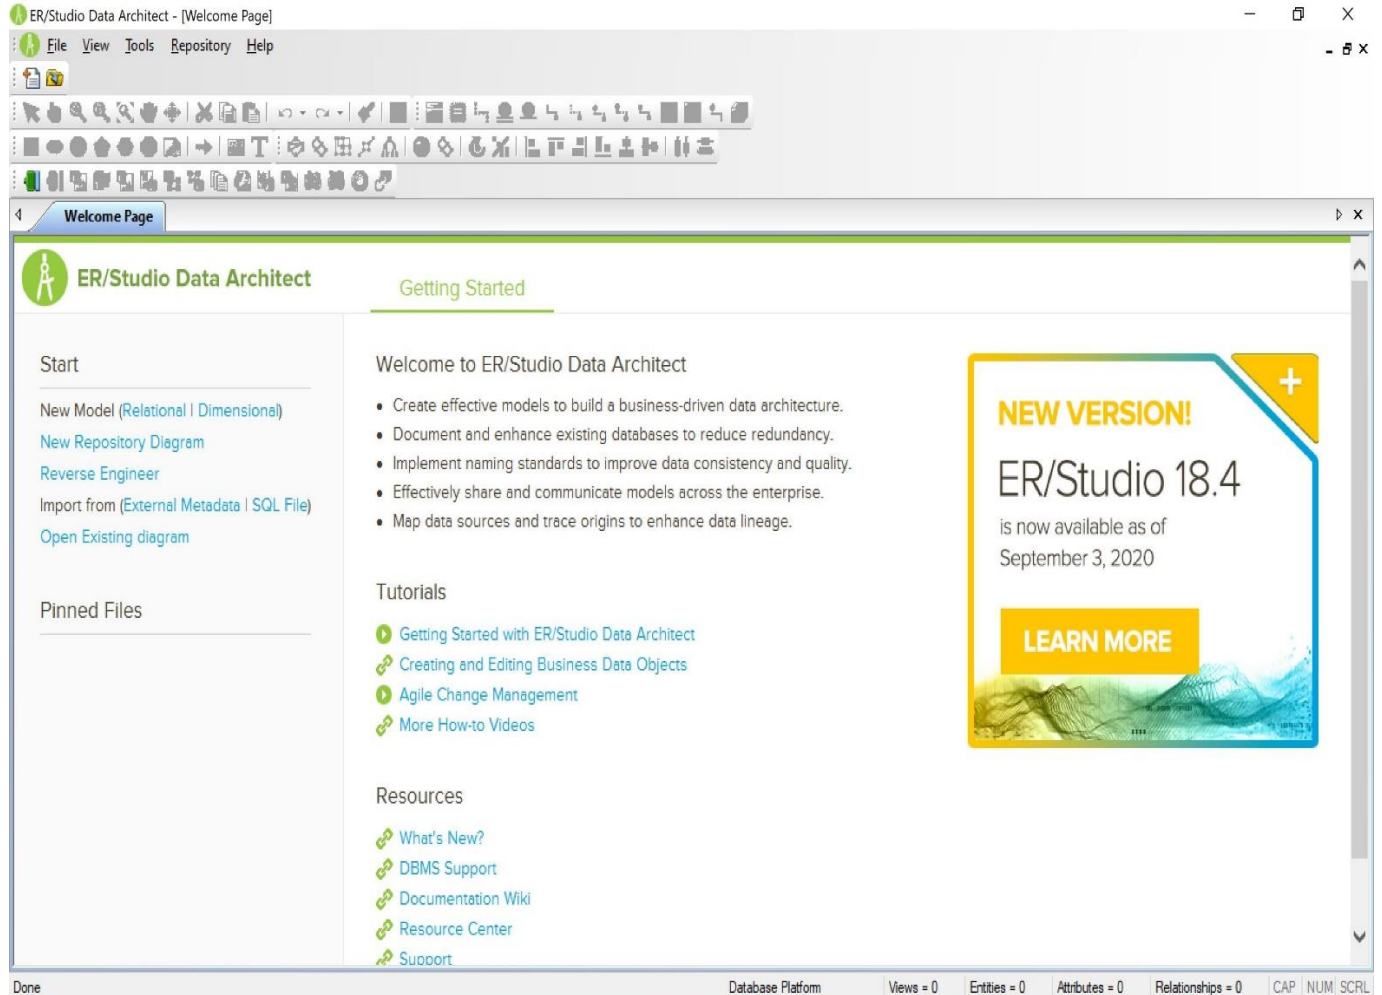 ER/Studio Data Architect - [Welcome Page]
File View Tools Repository Help
Welcome Page
ER/Studio Data Architect
Getting Started
Start
New Model (Relational | Dimensional)
New Repository Diagram
Reverse Engineer
Import from (External Metadata | SQL File)
Open Existing diagram
Pinned Files
Welcome to ER/Studio Data Architect
• Create effective models to build a business-driven data architecture.
• Document and enhance existing databases to reduce redundancy.
• Implement naming standards to improve data consistency and quality.
• Effectively share and communicate models across the enterprise.
• Map data sources and trace origins to enhance data lineage.
Tutorials
Getting Started with ER/Studio Data Architect
Creating and Editing Business Data Objects
Agile Change Management
More How-to Videos
Resources
What's New?
DBMS Support
Documentation Wiki
Resource Center
Support
NEW VERSION!
ER/Studio 18.4
is now available as of
September 3, 2020
LEARN MORE
Done Database Platform Views = 0 Entities = 0 Attributes = 0 Relationships = 0 CAP NUM SCRL